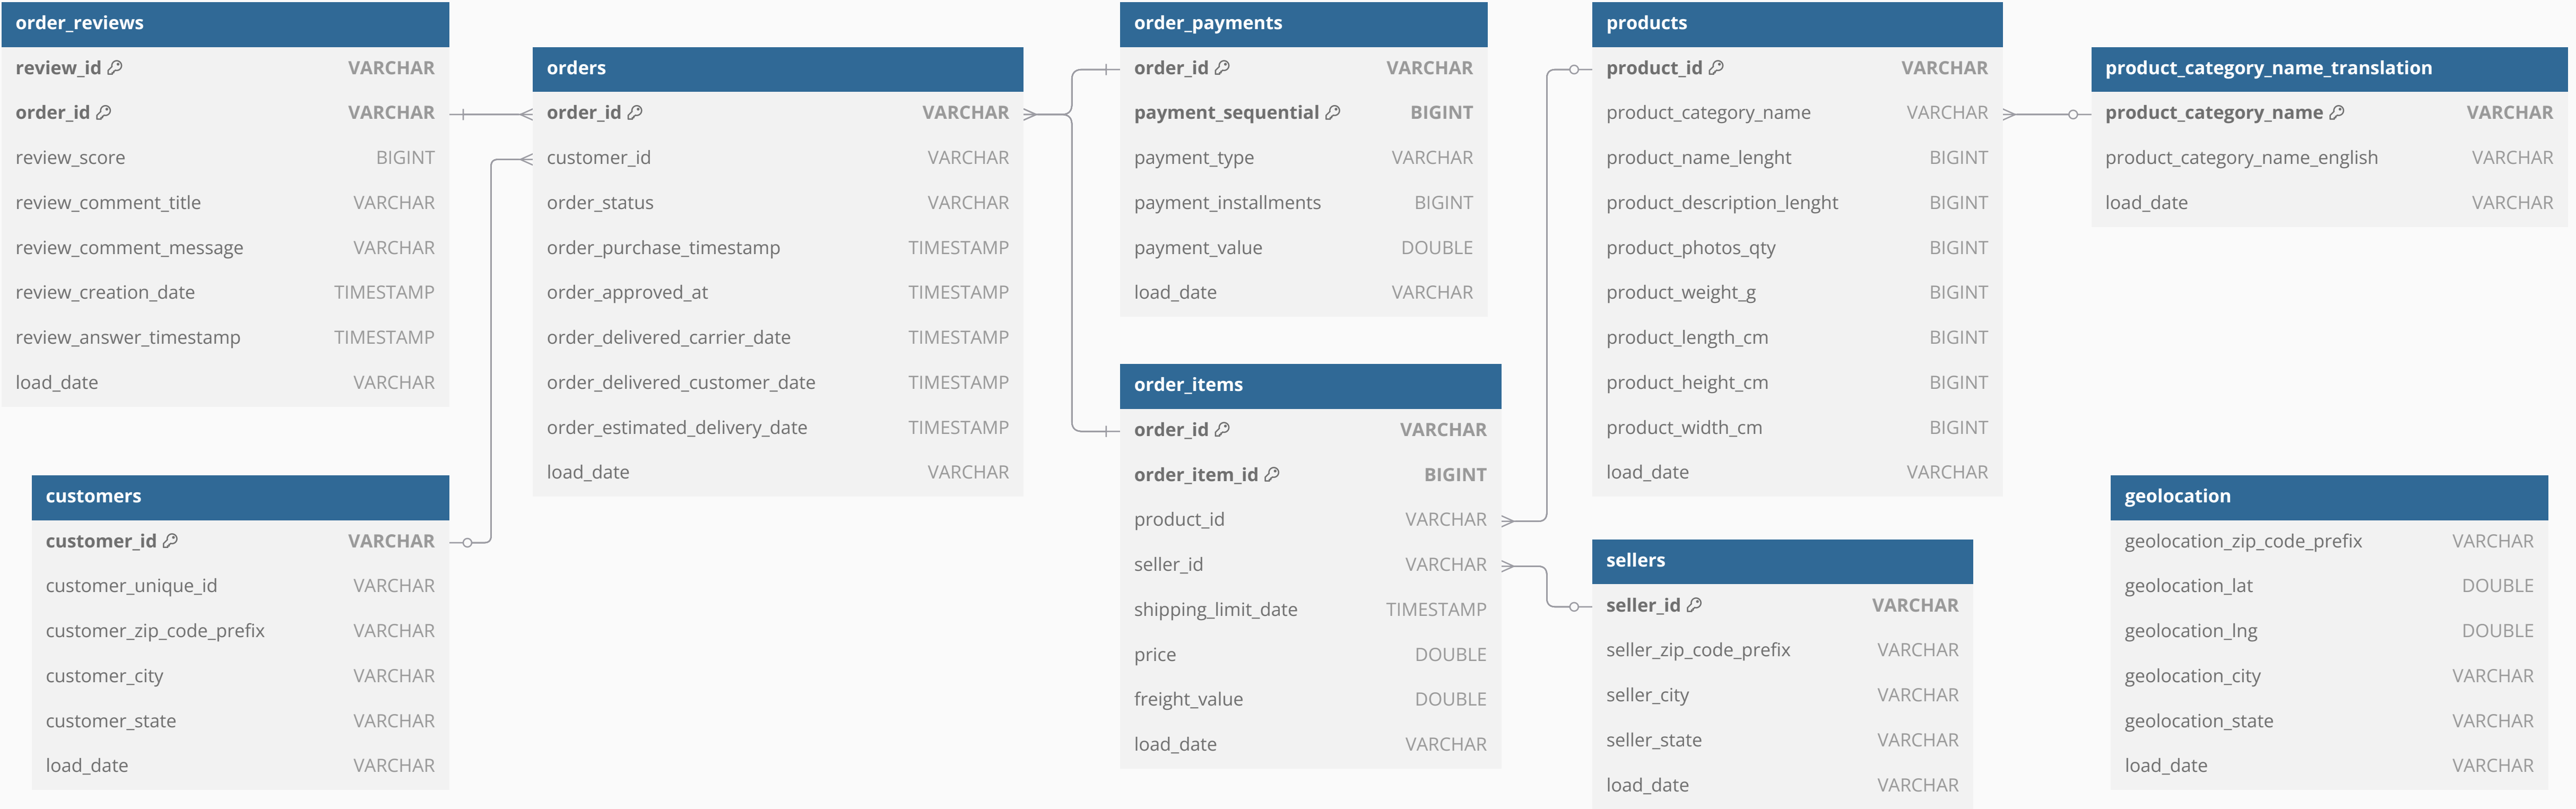 order_reviews
review_id VARCHAR
order_id VARCHAR
review_score BIGINT
review_comment_title VARCHAR
review_comment_message VARCHAR
review_creation_date TIMESTAMP
review_answer_timestamp TIMESTAMP
load_date VARCHAR
customers
customer_id VARCHAR
customer_unique_id VARCHAR
customer_zip_code_prefix VARCHAR
customer_city VARCHAR
customer_state VARCHAR
load_date VARCHAR
orders
order_id VARCHAR
customer_id VARCHAR
order_status VARCHAR
order_purchase_timestamp TIMESTAMP
order_approved_at TIMESTAMP
order_delivered_carrier_date TIMESTAMP
order_delivered_customer_date TIMESTAMP
order_estimated_delivery_date TIMESTAMP
load_date VARCHAR
order_payments
order_id VARCHAR
payment_sequential BIGINT
payment_type VARCHAR
payment_installments BIGINT
payment_value DOUBLE
load_date VARCHAR
order_items
order_id VARCHAR
order_item_id BIGINT
product_id VARCHAR
seller_id VARCHAR
shipping_limit_date TIMESTAMP
price DOUBLE
freight_value DOUBLE
load_date VARCHAR
products
product_id VARCHAR
product_category_name VARCHAR
product_name_lenght BIGINT
product_description_lenght BIGINT
product_photos_qty BIGINT
product_weight_g BIGINT
product_length_cm BIGINT
product_height_cm BIGINT
product_width_cm BIGINT
load_date VARCHAR
sellers
seller_id VARCHAR
seller_zip_code_prefix VARCHAR
seller_city VARCHAR
seller_state VARCHAR
load_date VARCHAR
product_category_name_translation
product_category_name VARCHAR
product_category_name_english VARCHAR
load_date VARCHAR
geolocation
geolocation_zip_code_prefix VARCHAR
geolocation_lat DOUBLE
geolocation_lng DOUBLE
geolocation_city VARCHAR
geolocation_state VARCHAR
load_date VARCHAR